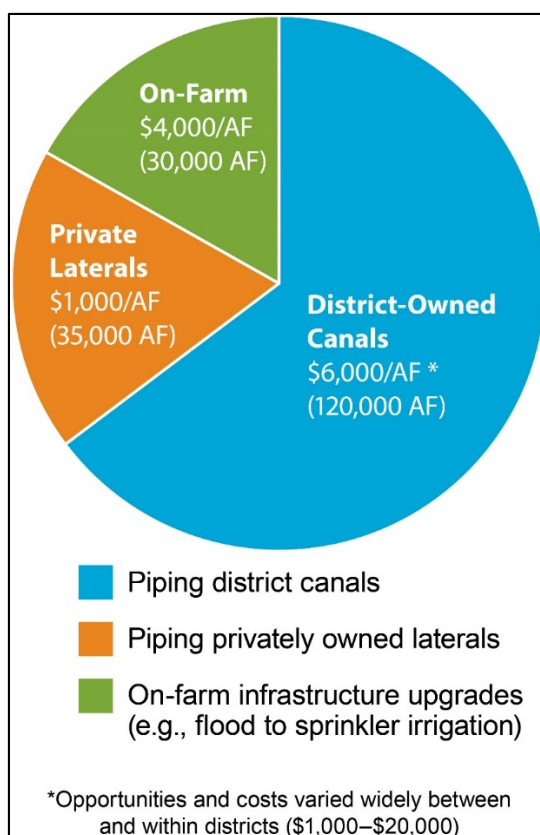 On-Farm
$4,000/AF
(30,000 AF)
Private
Laterals
$1,000/AF
(35,000 AF)
District-Owned
Canals
$6,000/AF *
(120,000 AF)
Piping district canals
Piping privately owned laterals
On-farm infrastructure upgrades
(e.g., flood to sprinkler irrigation)
*Opportunities and costs varied widely between
and within districts ($1,000–$20,000)